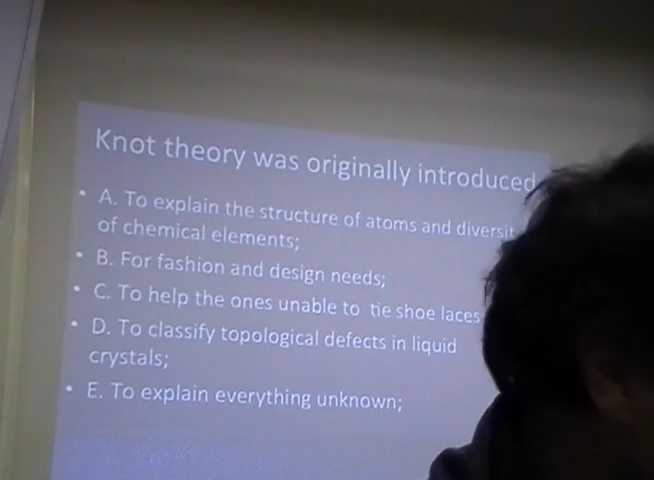 Knot theory was originally introduced
• A. To explain the structure of atoms and diversit
of chemical elements;
• B. For fashion and design needs;
• C. To help the ones unable to tie shoe laces
• D. To classify topological defects in liquid
crystals;
• E. To explain everything unknown;